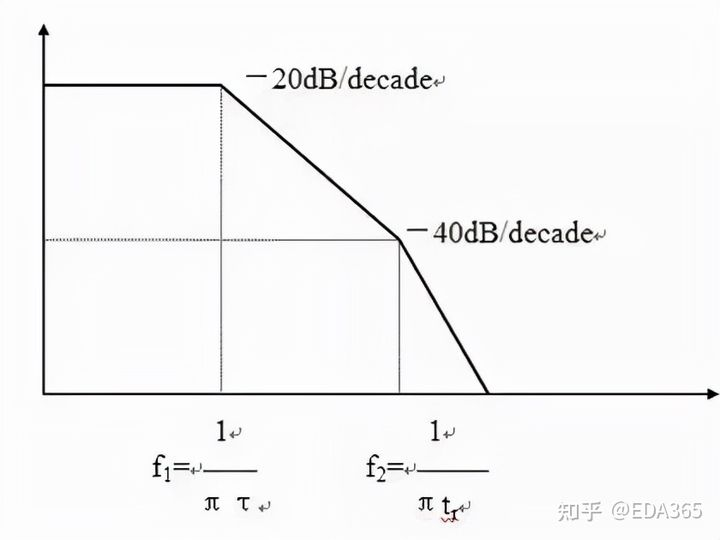 －20dB/decade↵
－40dB/decade↵
1↵
f₁=↵
π τ ↵
1↵
f₂=↵
π tᵣ↵
知乎 @EDA365